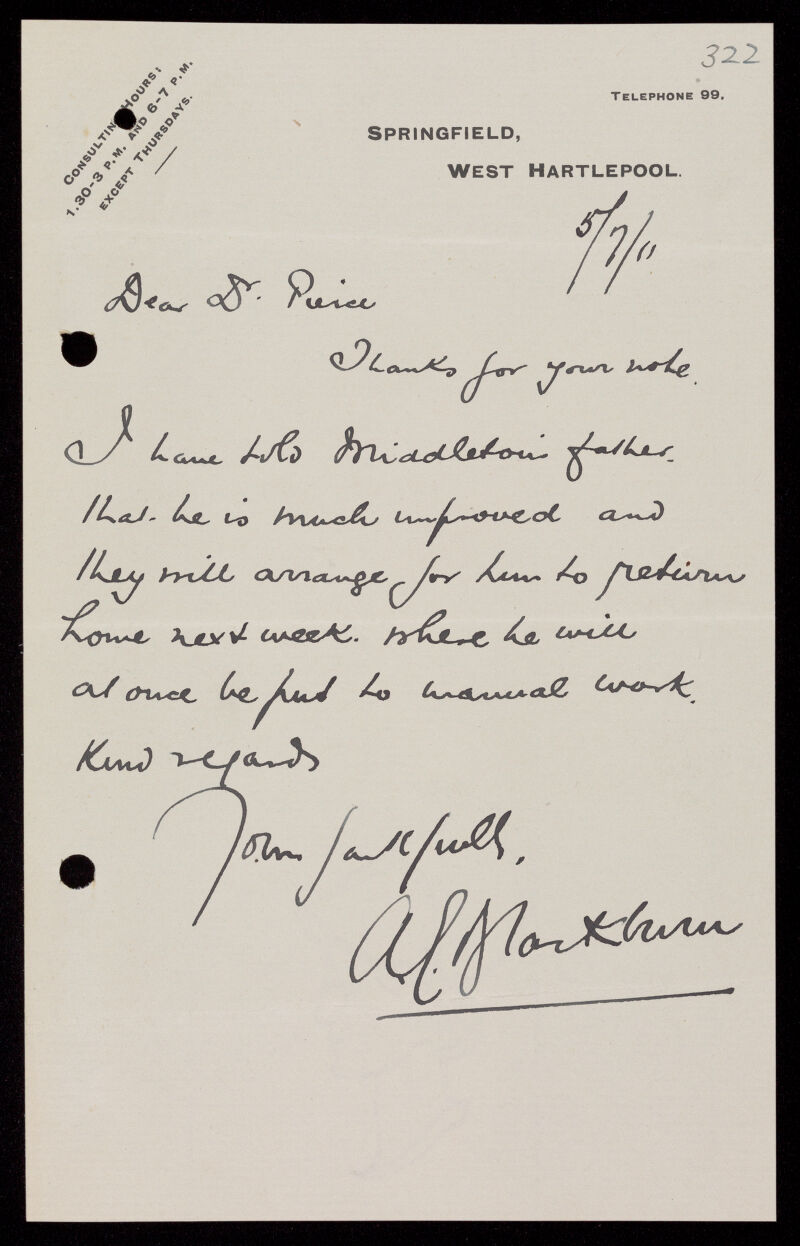 322
CONSULTING HOURS:
1.30-3 P.M. AND 6-7 P.M.
EXCEPT THURSDAYS.
TELEPHONE 99.
SPRINGFIELD,
WEST HARTLEPOOL.
5/7/11
Dear Dr. Pierce
Thanks for your note.
I have told Middleton's father.
that he is much improved and
they will arrange for him to return
home next week. where he will
at once be put to manual work.
Kind regards
Yours faithfully,
A.E. Blackburn